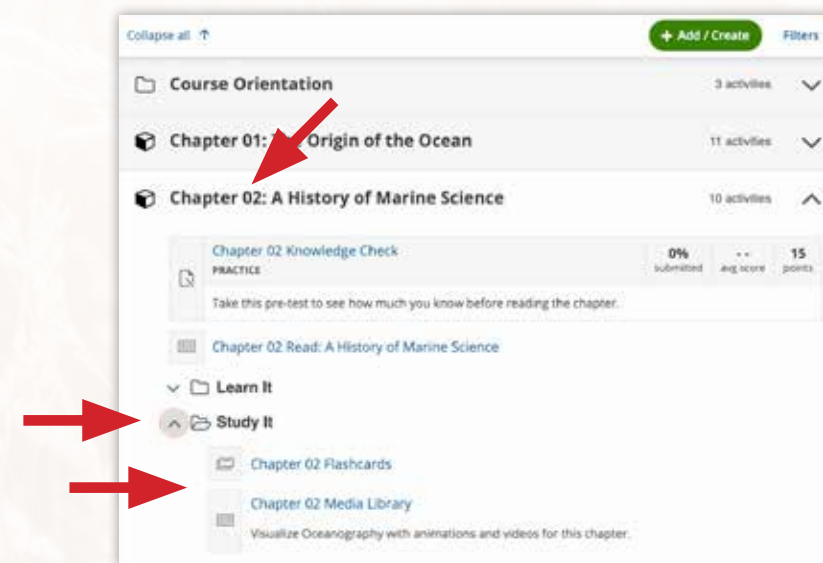 Collapse all ↑ + Add / Create Filters
Course Orientation 3 activities
Chapter 01: Origin of the Ocean 11 activities
Chapter 02: A History of Marine Science 10 activities
Chapter 02 Knowledge Check 0% -- 15
PRACTICE submitted avg score points
Take this pre-test to see how much you know before reading the chapter.
Chapter 02 Read: A History of Marine Science
Learn It
Study It
Chapter 02 Flashcards
Chapter 02 Media Library
Visualize Oceanography with animations and videos for this chapter.